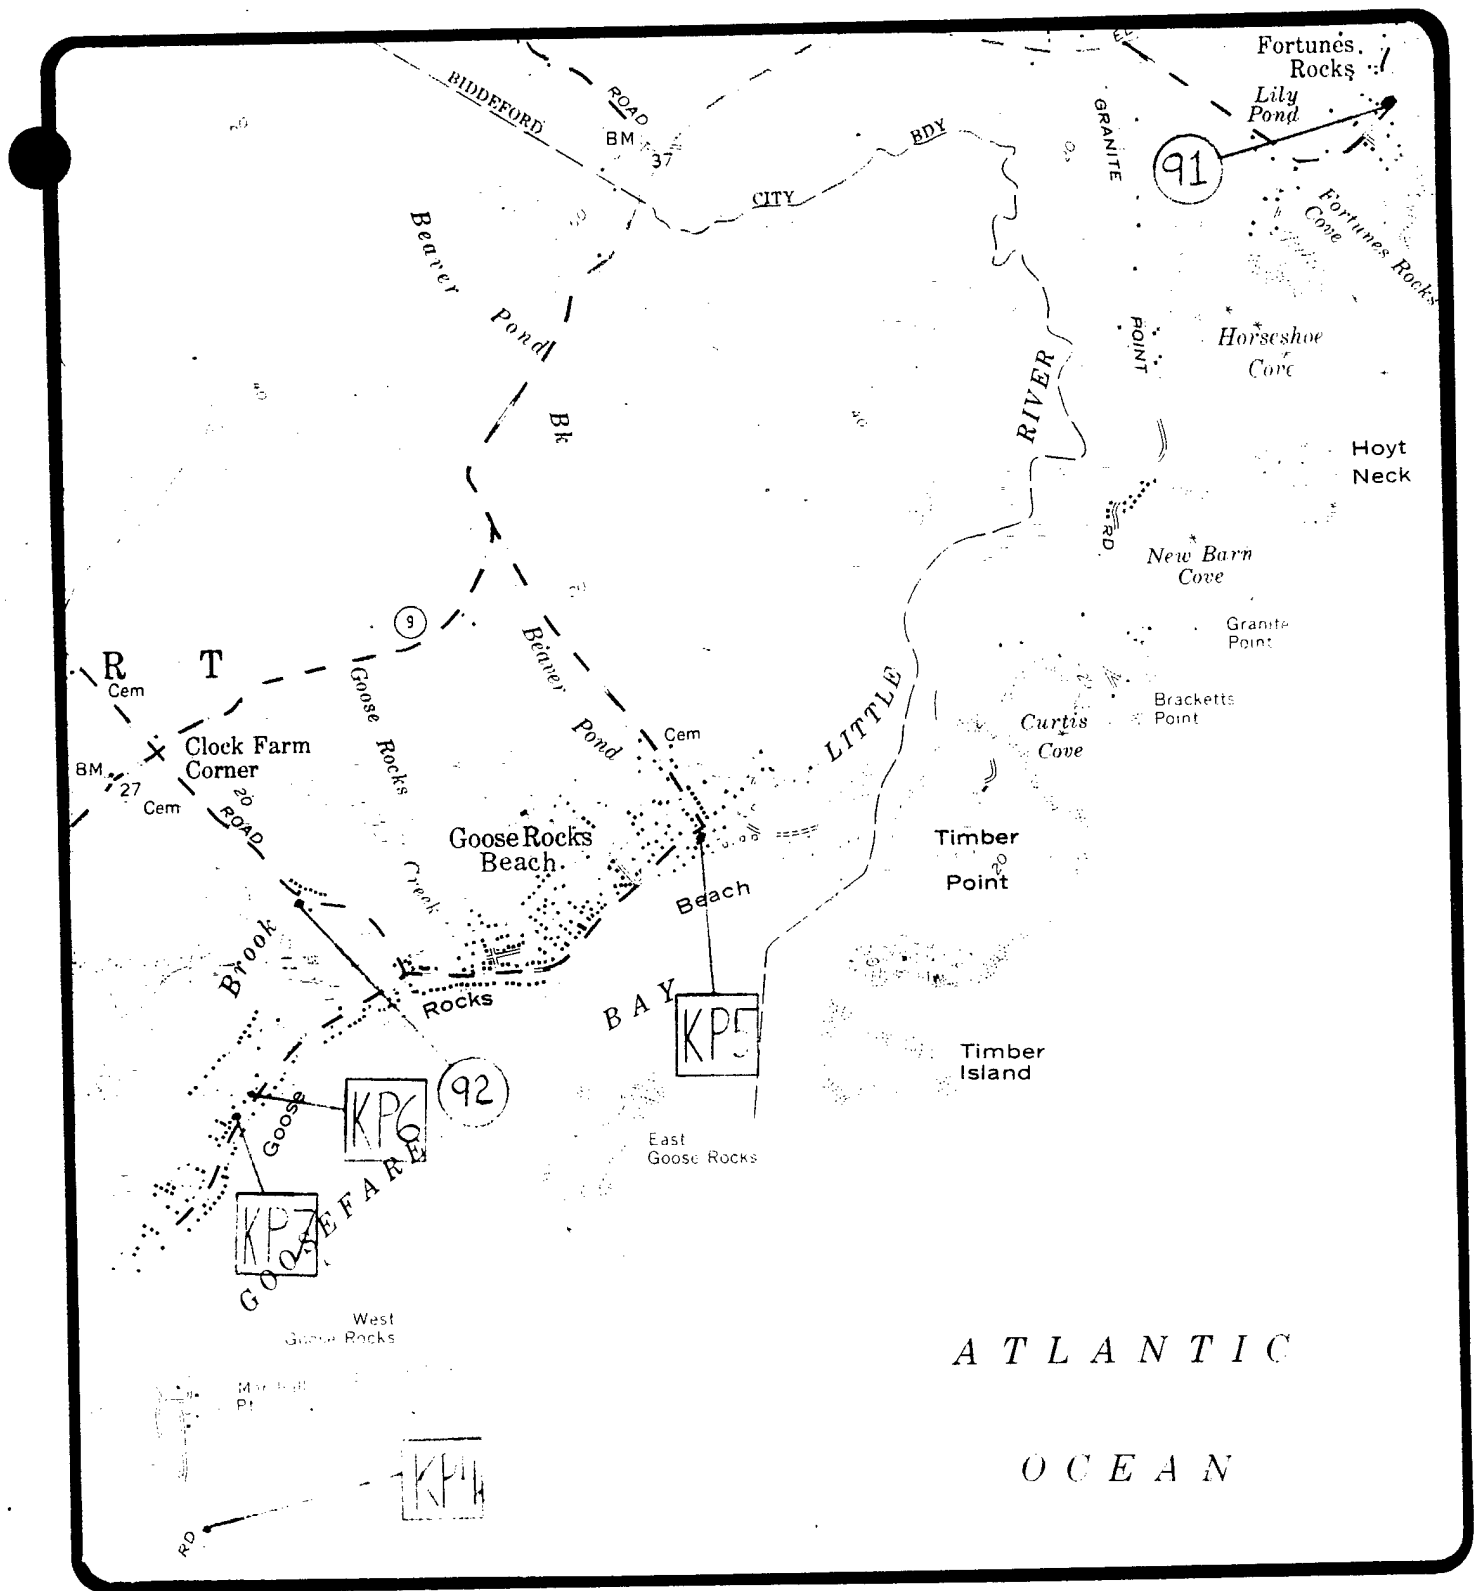 Fortunes
Rocks
Lily
Pond
BIDDEFORD
ROAD
BM
37
CITY
BDY
GRANITE
POINT
RD
91
Fortunes Rocks
Cove
Beaver
Pond
Bk
RIVER
Horseshoe
Cove
Hoyt
Neck
New Barn
Cove
Granite
Point
Bracketts
Point
9
R T
Cem
Clock Farm
Corner
BM
27
Cem
20
ROAD
Goose
Rocks
Creek
Beaver
Pond
Cem
LITTLE
Curtis
Cove
Goose Rocks
Beach
Timber
Point
20
Beach
Brook
Rocks
BAY
KP5
Timber
Island
92
KP6
Goose
East
Goose Rocks
KP7
GOOSEFARE
West
Goose Rocks
Pt
ATLANTIC
OCEAN
KP4
RD